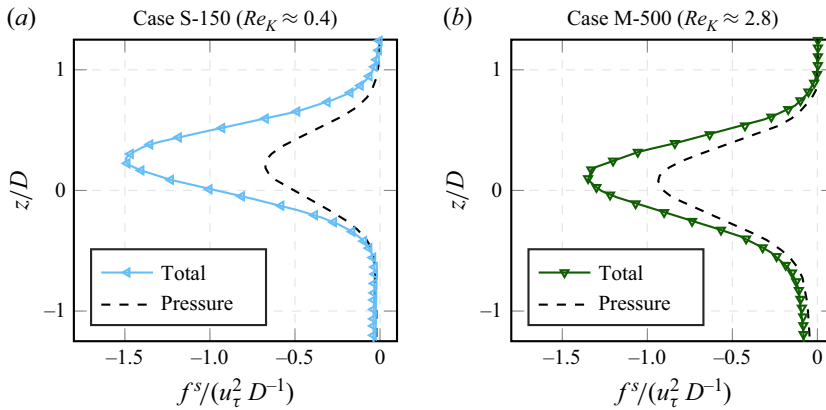 (a) Case S-150 (Re_K ≈ 0.4)
z/D
1
0
−1
Total
Pressure
−1.5 −1.0 −0.5 0
f^s/(u_τ^2 D^−1)
(b) Case M-500 (Re_K ≈ 2.8)
z/D
1
0
−1
Total
Pressure
−1.5 −1.0 −0.5 0
f^s/(u_τ^2 D^−1)